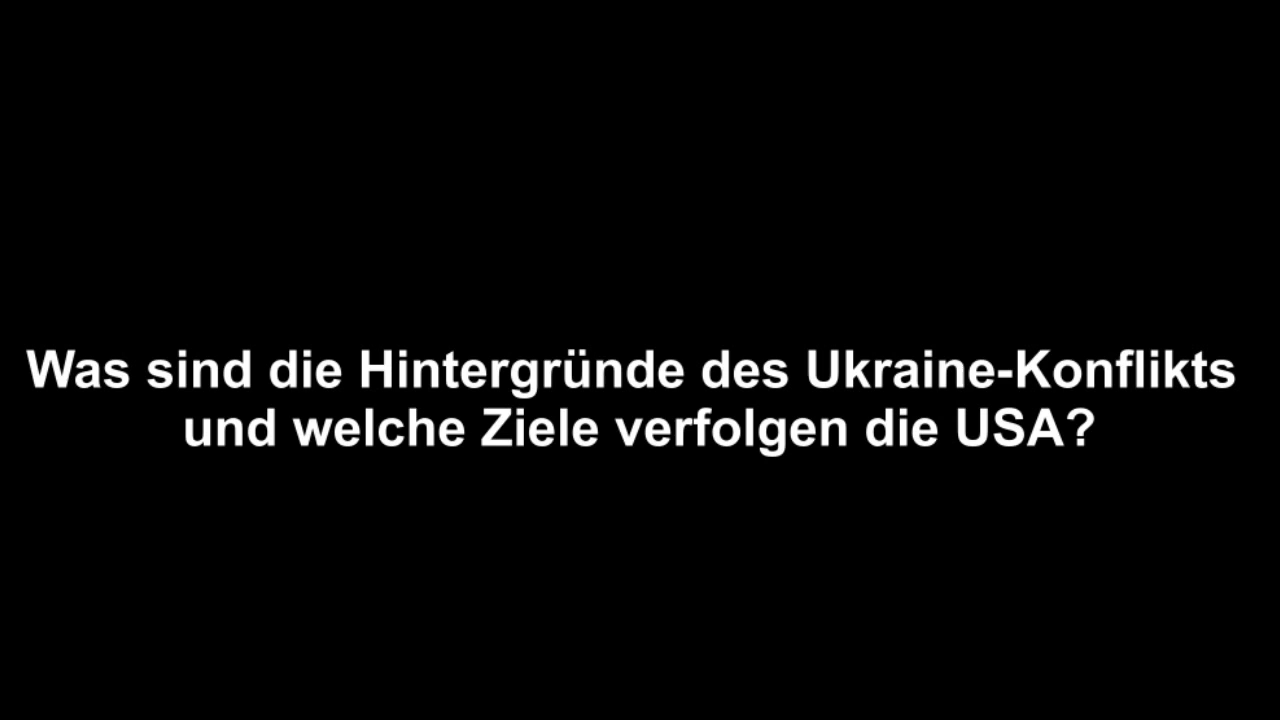 Was sind die Hintergründe des Ukraine-Konflikts
und welche Ziele verfolgen die USA?